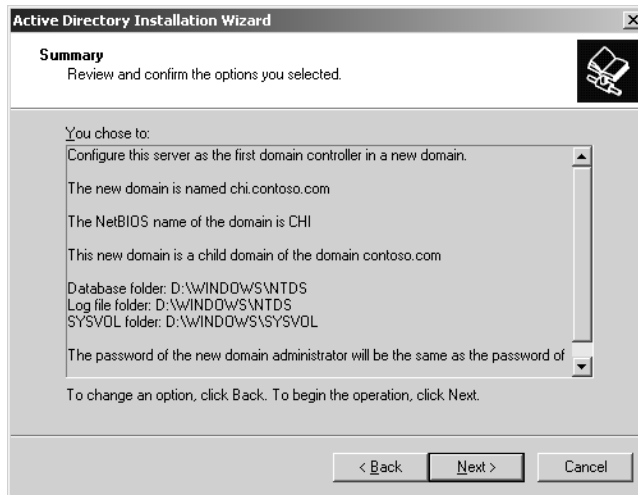 Active Directory Installation Wizard
Summary
Review and confirm the options you selected.
You chose to:
Configure this server as the first domain controller in a new domain.
The new domain is named chi.contoso.com
The NetBIOS name of the domain is CHI
This new domain is a child domain of the domain contoso.com
Database folder: D:\WINDOWS\NTDS
Log file folder: D:\WINDOWS\NTDS
SYSVOL folder: D:\WINDOWS\SYSVOL
The password of the new domain administrator will be the same as the password of
To change an option, click Back. To begin the operation, click Next.
< Back
Next >
Cancel